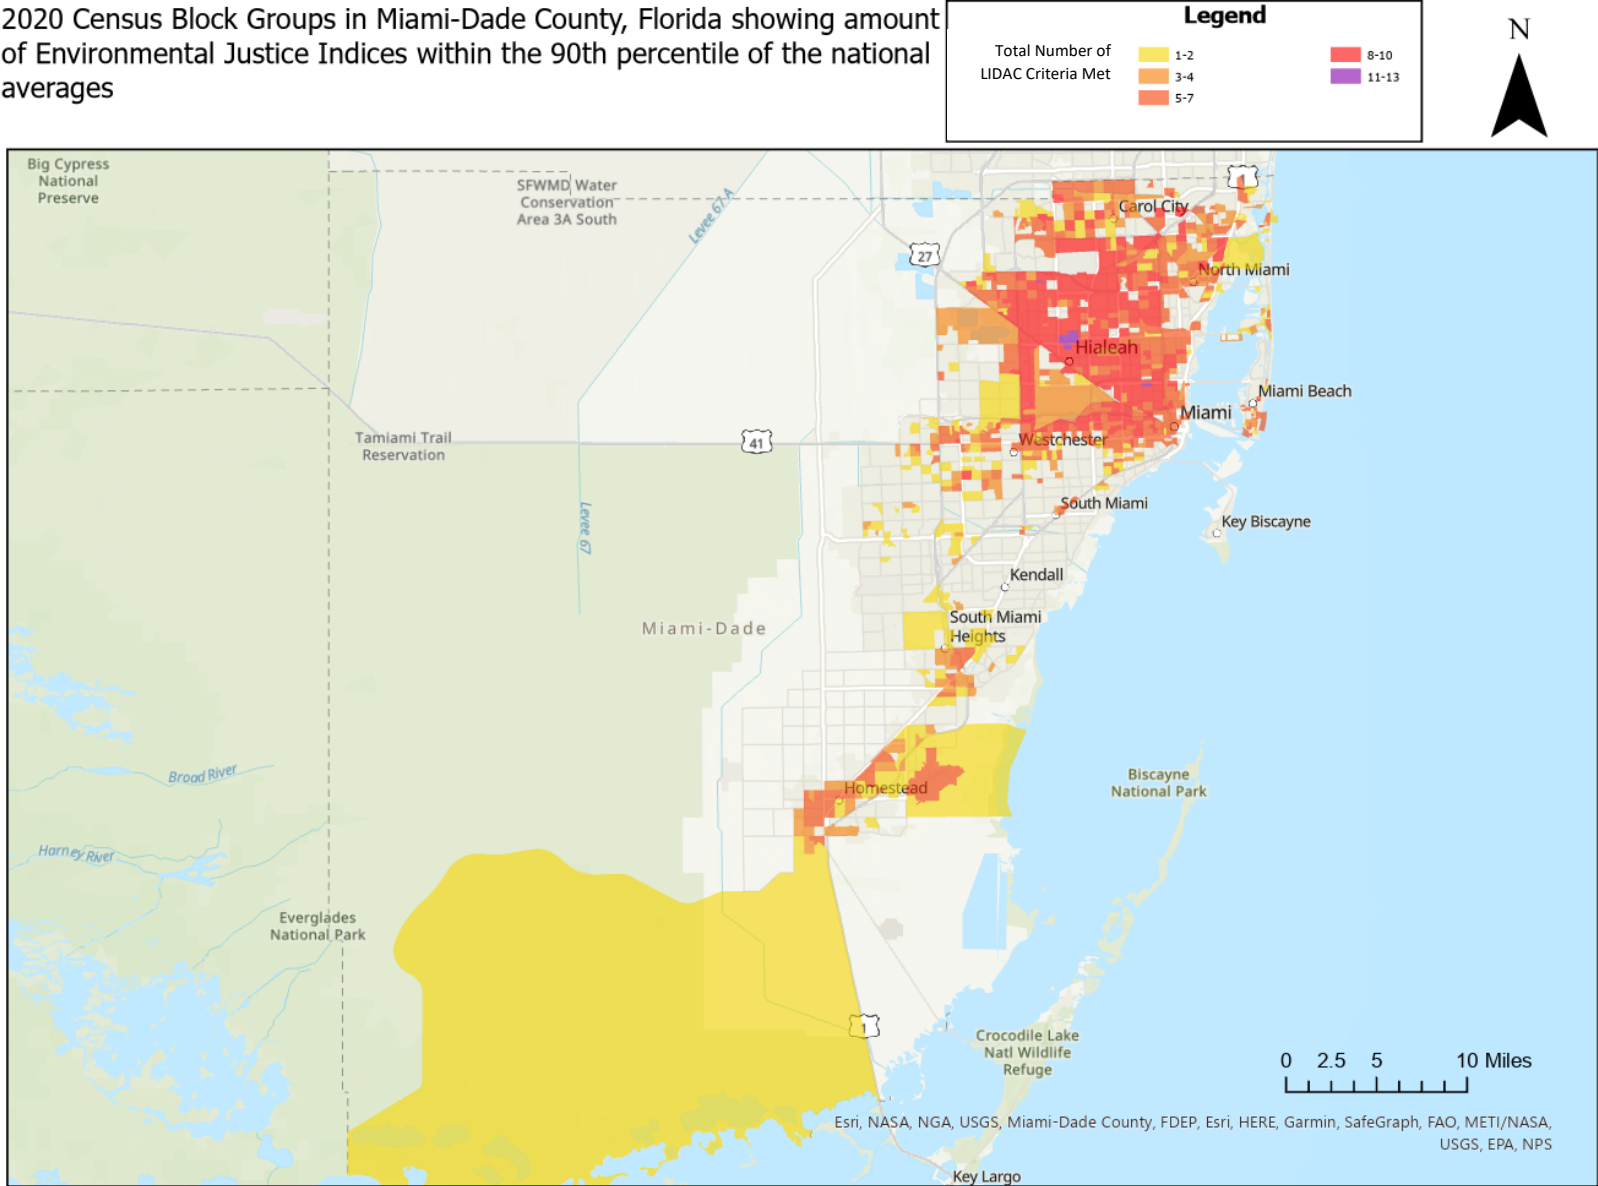 2020 Census Block Groups in Miami-Dade County, Florida showing amount
of Environmental Justice Indices within the 90th percentile of the national
averages
Legend
Total Number of
LIDAC Criteria Met
1-2
3-4
5-7
8-10
11-13
N
Big Cypress
National
Preserve
SFWMD Water
Conservation
Area 3A South
Levee 67-A
27
Carol City
North Miami
Hialeah
Miami Beach
Miami
Tamiami Trail
Reservation
41
Westchester
Levee 67
South Miami
Key Biscayne
Kendall
Miami-Dade
South Miami
Heights
Broad River
Homestead
Biscayne
National Park
Harney River
Everglades
National Park
1
Crocodile Lake
Natl Wildlife
Refuge
0 2.5 5 10 Miles
Esri, NASA, NGA, USGS, Miami-Dade County, FDEP, Esri, HERE, Garmin, SafeGraph, FAO, METI/NASA,
USGS, EPA, NPS
Key Largo